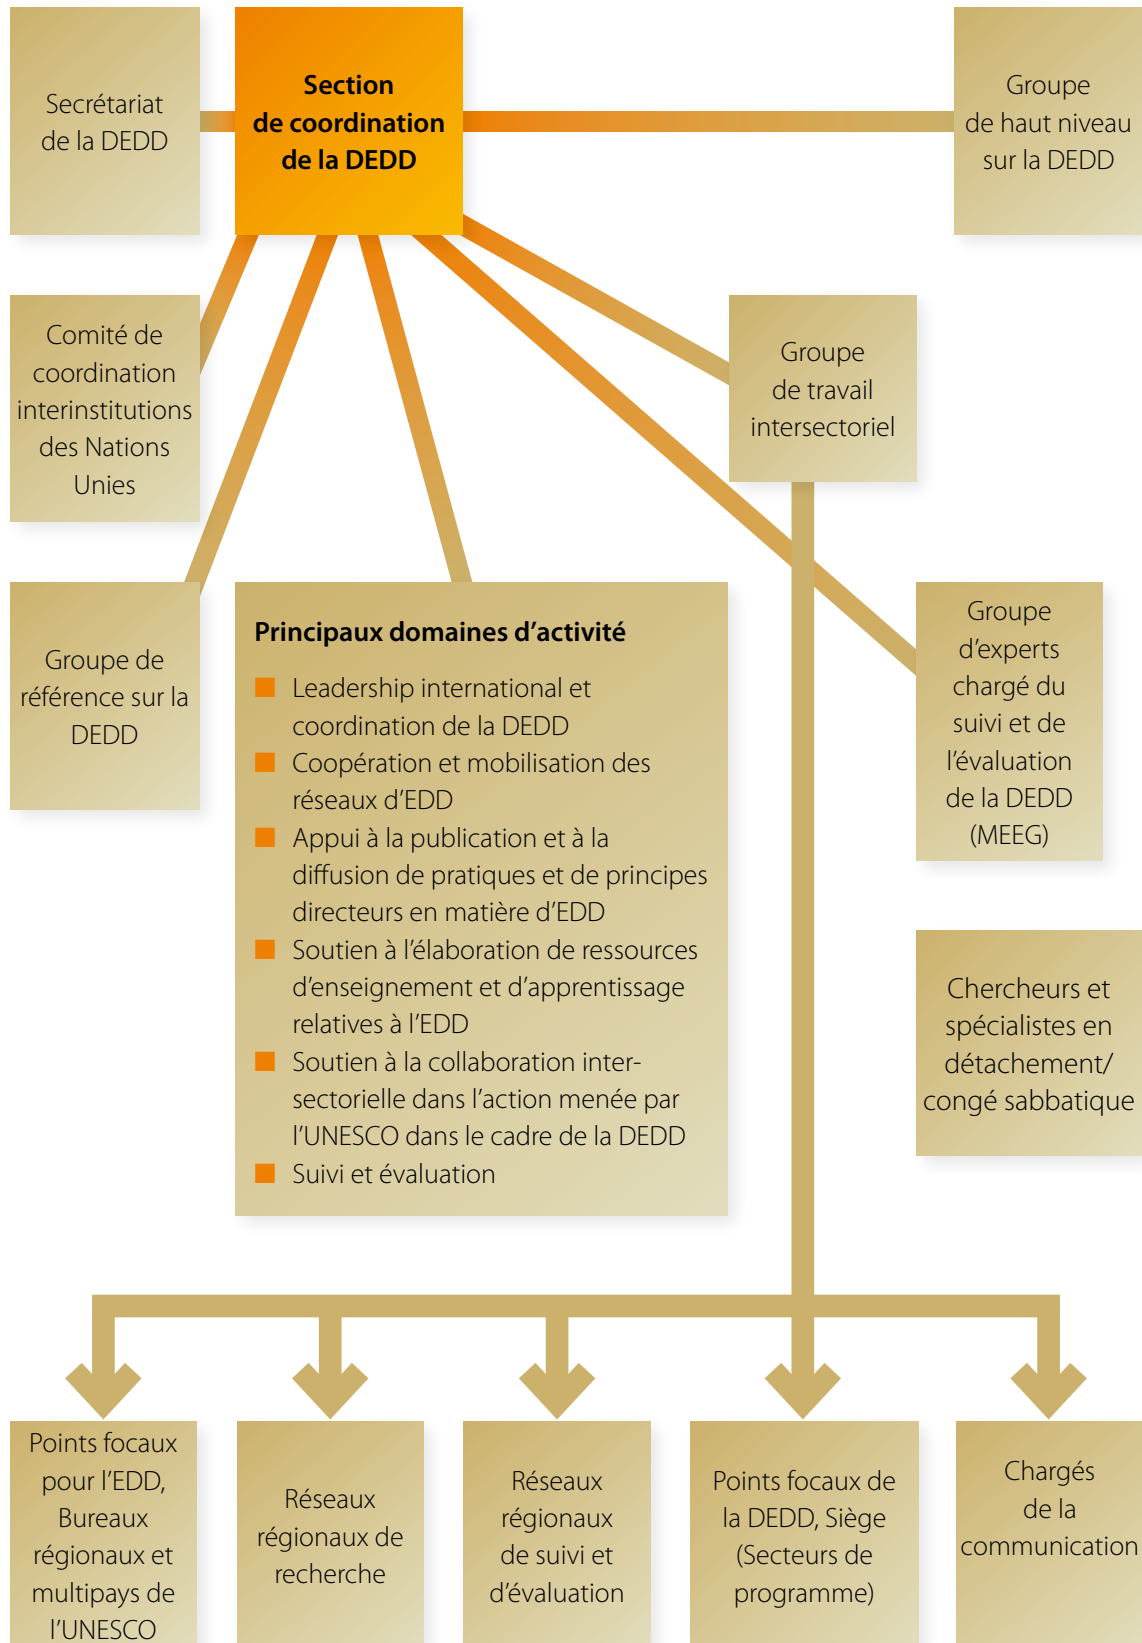 Secrétariat
de la DEDD
Section
de coordination
de la DEDD
Groupe
de haut niveau
sur la DEDD
Comité de
coordination
interinstitutions
des Nations
Unies
Groupe
de travail
intersectoriel
Groupe de
référence sur la
DEDD
Principaux domaines d’activité
■ Leadership international et
coordination de la DEDD
■ Coopération et mobilisation des
réseaux d’EDD
■ Appui à la publication et à la
diffusion de pratiques et de principes
directeurs en matière d’EDD
■ Soutien à l’élaboration de ressources
d’enseignement et d’apprentissage
relatives à l’EDD
■ Soutien à la collaboration inter-
sectorielle dans l’action menée par
l’UNESCO dans le cadre de la DEDD
■ Suivi et évaluation
Groupe
d’experts
chargé du
suivi et de
l’évaluation
de la DEDD
(MEEG)
Chercheurs et
spécialistes en
détachement/
congé sabbatique
Points focaux
pour l’EDD,
Bureaux
régionaux et
multipays de
l’UNESCO
Réseaux
régionaux de
recherche
Réseaux
régionaux
de suivi et
d’évaluation
Points focaux de
la DEDD, Siège
(Secteurs de
programme)
Chargés
de la
communication